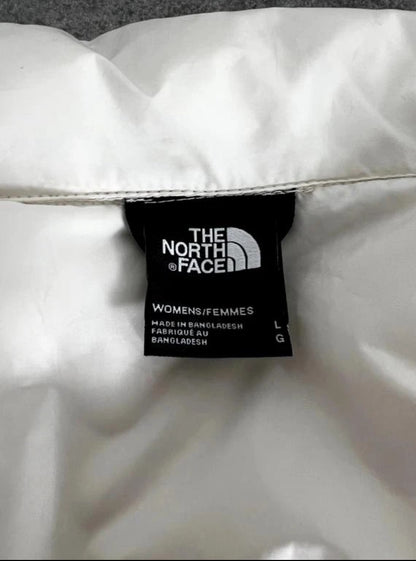 THE
NORTH
® FACE
WOMENS/FEMMES
MADE IN BANGLADESH
FABRIQUÉ AU
BANGLADESH
L
G